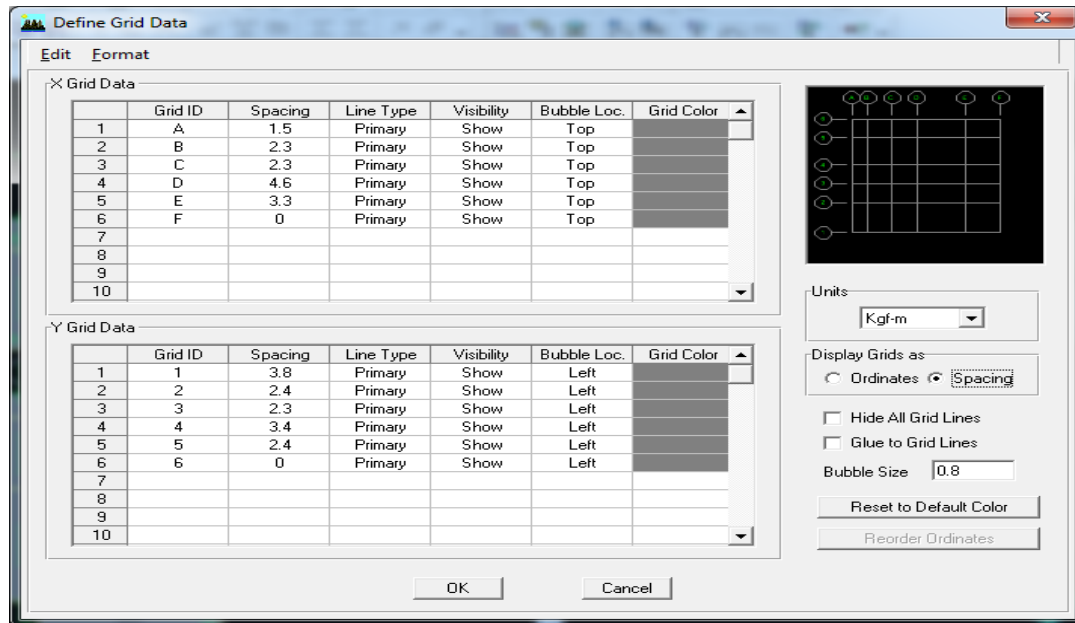 Define Grid Data
Edit Format
X Grid Data
Grid ID Spacing Line Type Visibility Bubble Loc. Grid Color
1 A 1.5 Primary Show Top
2 B 2.3 Primary Show Top
3 C 2.3 Primary Show Top
4 D 4.6 Primary Show Top
5 E 3.3 Primary Show Top
6 F 0 Primary Show Top
7
8
9
10
Y Grid Data
Grid ID Spacing Line Type Visibility Bubble Loc. Grid Color
1 1 3.8 Primary Show Left
2 2 2.4 Primary Show Left
3 3 2.3 Primary Show Left
4 4 3.4 Primary Show Left
5 5 2.4 Primary Show Left
6 6 0 Primary Show Left
7
8
9
10
Units
Kgf-m
Display Grids as
Ordinates Spacing
Hide All Grid Lines
Glue to Grid Lines
Bubble Size 0.8
Reset to Default Color
Reorder Ordinates
OK Cancel